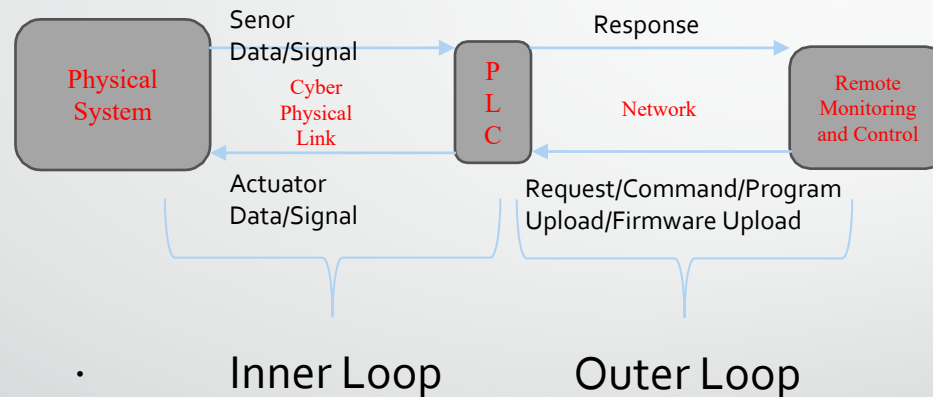 Senor
Data/Signal
Response
Physical
System
Cyber
Physical
Link
P
L
C
Network
Remote
Monitoring
and Control
Actuator
Data/Signal
Request/Command/Program
Upload/Firmware Upload
• Inner Loop
Outer Loop